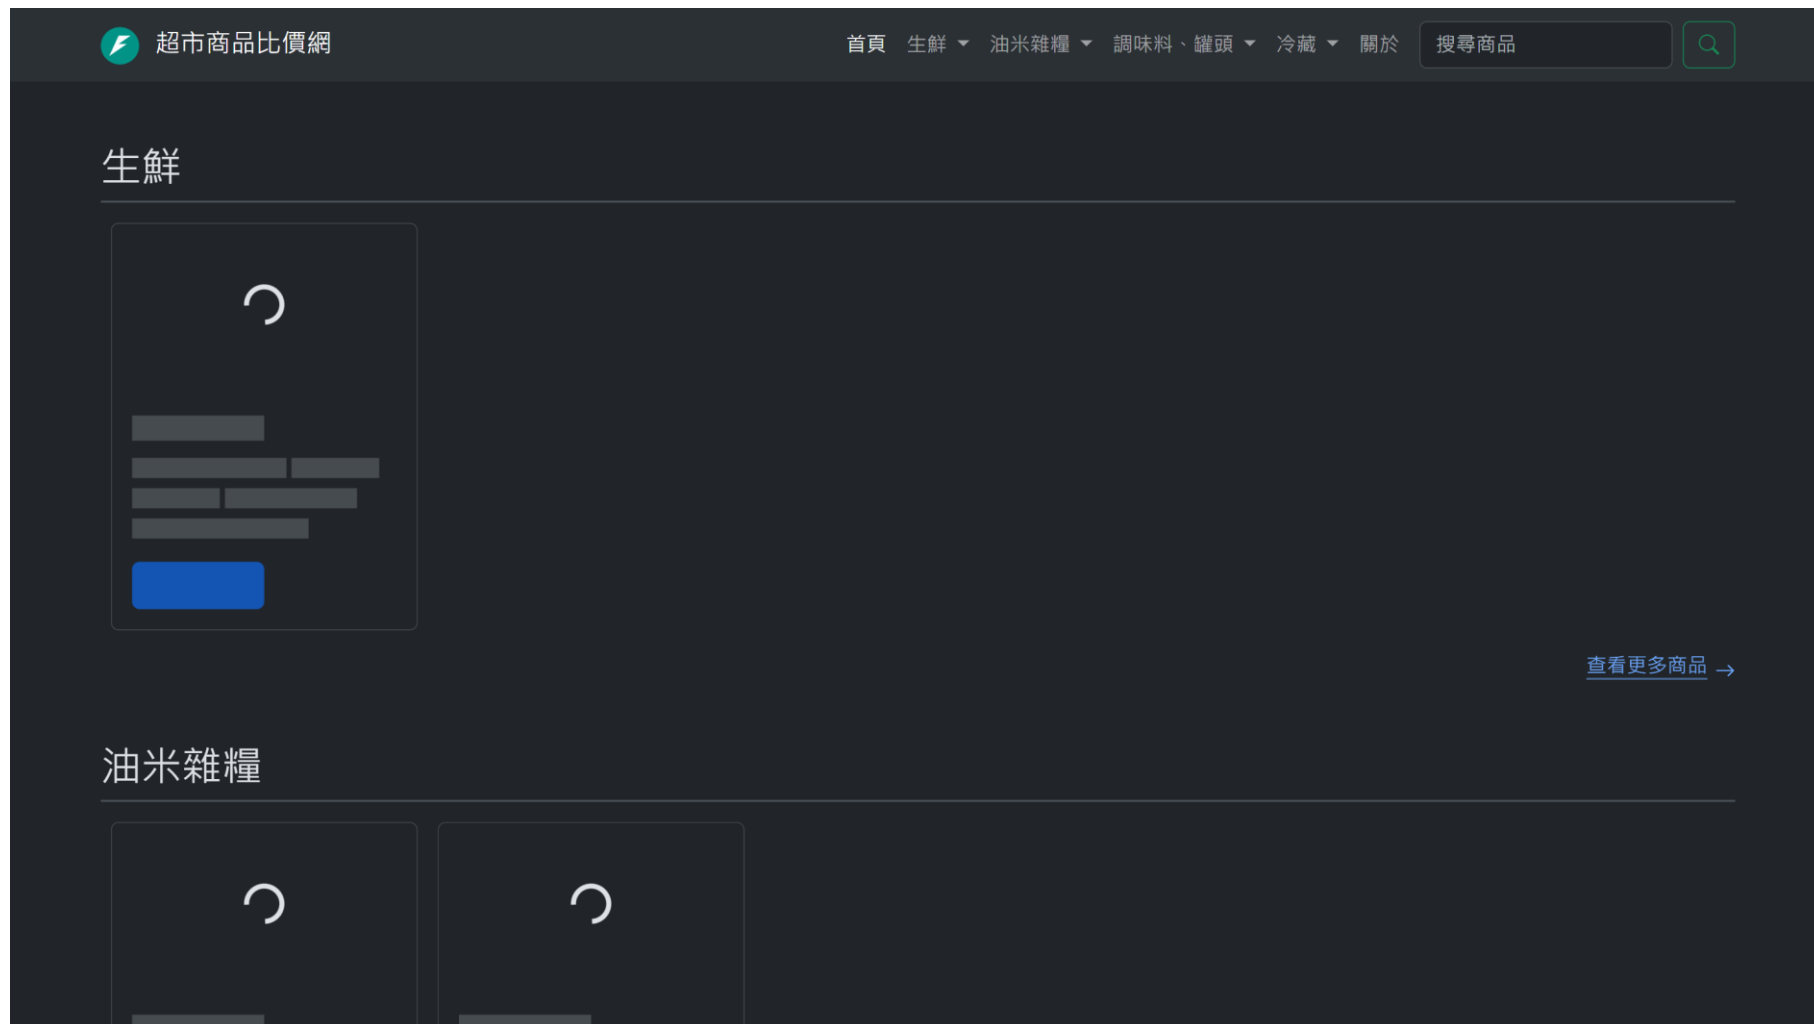 超市商品比價網
首頁 生鮮 油米雜糧 調味料、罐頭 冷藏 關於 搜尋商品
生鮮
查看更多商品 →
油米雜糧